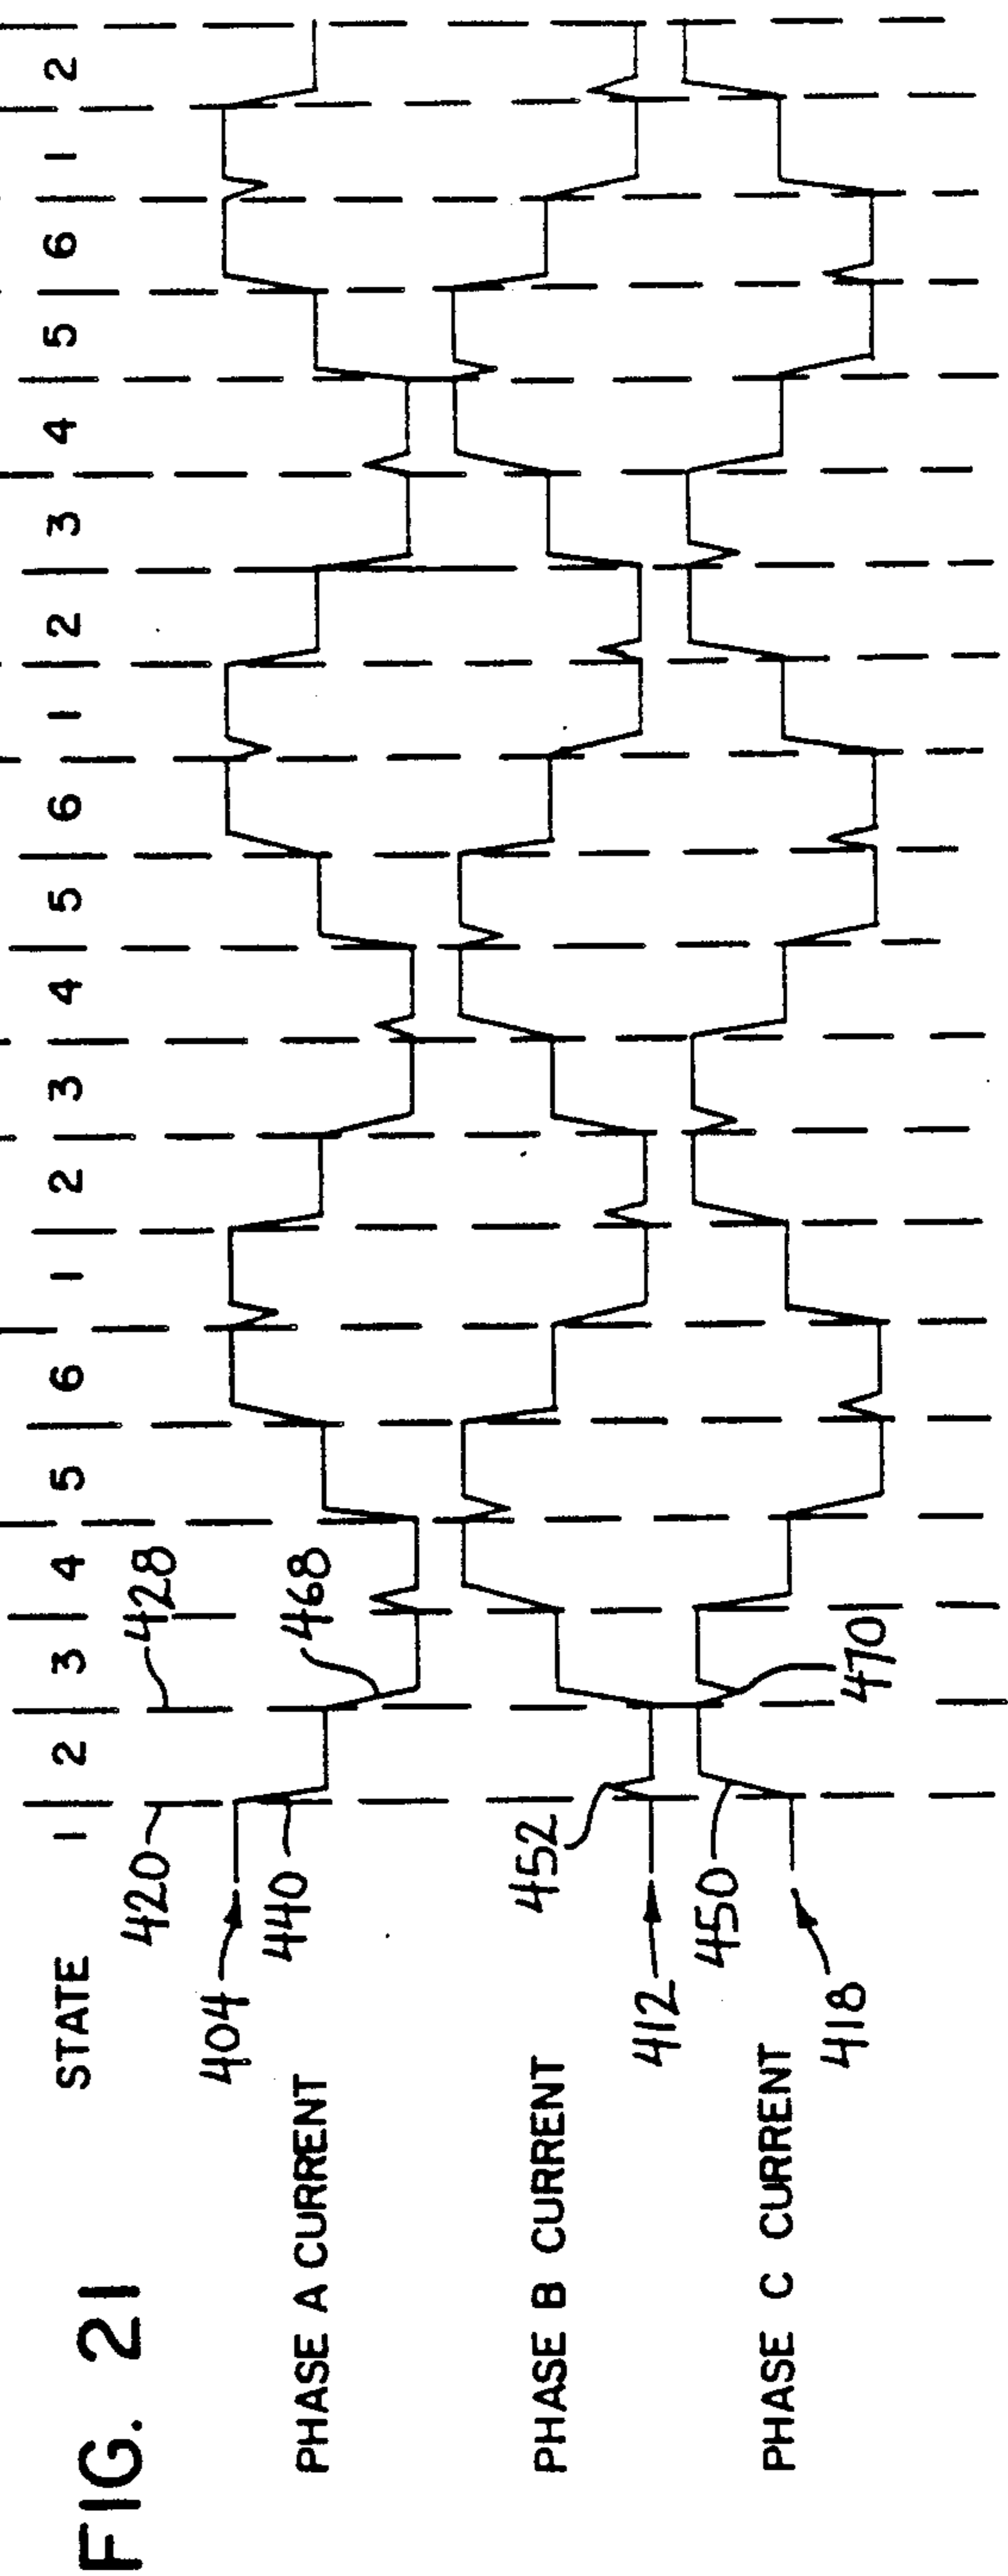 FIG. 21
STATE 1 2 3 4 5 6 1 2 3 4 5 6 1 2 3 4 5 6 1 2
420
428
404
440
468
PHASE A CURRENT
452
PHASE B CURRENT
412
450
470
PHASE C CURRENT
418